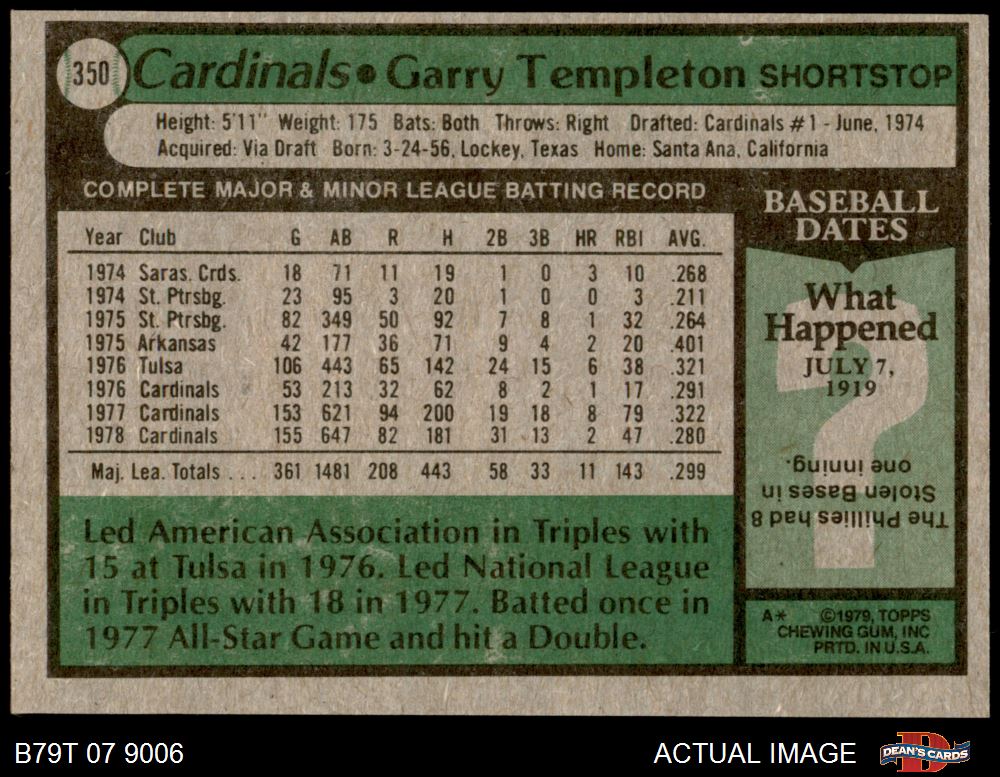 350 Cardinals • Garry Templeton SHORTSTOP
Height: 5'11" Weight: 175 Bats: Both Throws: Right Drafted: Cardinals #1 - June, 1974
Acquired: Via Draft Born: 3-24-56, Lockey, Texas Home: Santa Ana, California
COMPLETE MAJOR & MINOR LEAGUE BATTING RECORD
Year Club G AB R H 2B 3B HR RBI AVG.
1974 Saras. Crds. 18 71 11 19 1 0 3 10 .268
1974 St. Ptrsbg. 23 95 3 20 1 0 0 3 .211
1975 St. Ptrsbg. 82 349 50 92 7 8 1 32 .264
1975 Arkansas 42 177 36 71 9 4 2 20 .401
1976 Tulsa 106 443 65 142 24 15 6 38 .321
1976 Cardinals 53 213 32 62 8 2 1 17 .291
1977 Cardinals 153 621 94 200 19 18 8 79 .322
1978 Cardinals 155 647 82 181 31 13 2 47 .280
Maj. Lea. Totals . . . 361 1481 208 443 58 33 11 143 .299
Led American Association in Triples with
15 at Tulsa in 1976. Led National League
in Triples with 18 in 1977. Batted once in
1977 All-Star Game and hit a Double.
BASEBALL
DATES
What
Happened
JULY 7,
1919
?
The Phillies had 8
Stolen Bases in
one inning.
A* ©1979, TOPPS
CHEWING GUM, INC
PRTD. IN U.S.A.
B79T 07 9006
ACTUAL IMAGE
D
DEAN'S CARDS